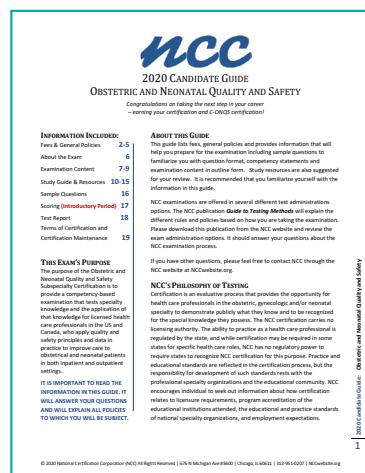 ncc
2020 CANDIDATE GUIDE
OBSTETRIC AND NEONATAL QUALITY AND SAFETY
Congratulations on taking the next step in your career
– earning your certification and C-ONQS certification!
INFORMATION INCLUDED:
Fees & General Policies 2-5
About the Exam 6
Examination Content 7-9
Study Guide & Resources 10-15
Sample Questions 16
Scoring (Introductory Period) 17
Test Report 18
Terms of Certification and
Certification Maintenance 19
THIS EXAM'S PURPOSE
The purpose of the Obstetric and
Neonatal Quality and Safety
Subspecialty Certification is to
provide a competency-based
examination that tests specialty
knowledge and the application of
that knowledge for licensed health
care professionals in the US and
Canada, who apply quality and
safety principles and data in
practice to improve care to
obstetrical and neonatal patients
in both inpatient and outpatient
settings..
IT IS IMPORTANT TO READ THE
INFORMATION IN THIS GUIDE. IT
WILL ANSWER YOUR QUESTIONS
AND WILL EXPLAIN ALL POLICIES
TO WHICH YOU WILL BE SUBJECT.
ABOUT THIS GUIDE
This guide lists fees, general policies and provides information that will
help you prepare for the examination including sample questions to
familiarize you with question format, competency statements and
examination content in outline form. Study resources are also suggested
for your review. It is recommended that you familiarize yourself with the
information in this guide.
NCC examinations are offered in several different test administrations
options. The NCC publication Guide to Testing Methods will explain the
different rules and policies based on how you are taking the examination.
Please download this publication from the NCC website and review the
exam administration options. It should answer your questions about the
NCC examination process.
If you have other questions, please feel free to contact NCC through the
NCC website at NCCwebsite.org.
NCC'S PHILOSOPHY OF TESTING
Certification is an evaluative process that provides the opportunity for
health care professionals in the obstetric, gynecologic and/or neonatal
specialty to demonstrate publicly what they know and to be recognized
for the special knowledge they possess. The NCC certification carries no
licensing authority. The ability to practice as a health care professional is
regulated by the state, and while certification may be required in some
states for specific health care roles, NCC has no regulatory power to
require states to recognize NCC certification for this purpose. Practice and
educational standards are reflected in the certification process, but the
responsibility for development of such standards rests with the
professional specialty organizations and the educational community. NCC
encourages individual to seek out information about how certification
relates to licensure requirements, program accreditation of the
educational institutions attended, the educational and practice standards
of national specialty organizations, and employment expectations.
2020 Candidate Guide: Obstetric and Neonatal Quality and Safety
1
© 2020 National Certification Corporation (NCC) All Rights Reserved | 676 N Michigan Ave #3600 | Chicago, IL 60611 | 312-951-0207 | NCCwebsite.org